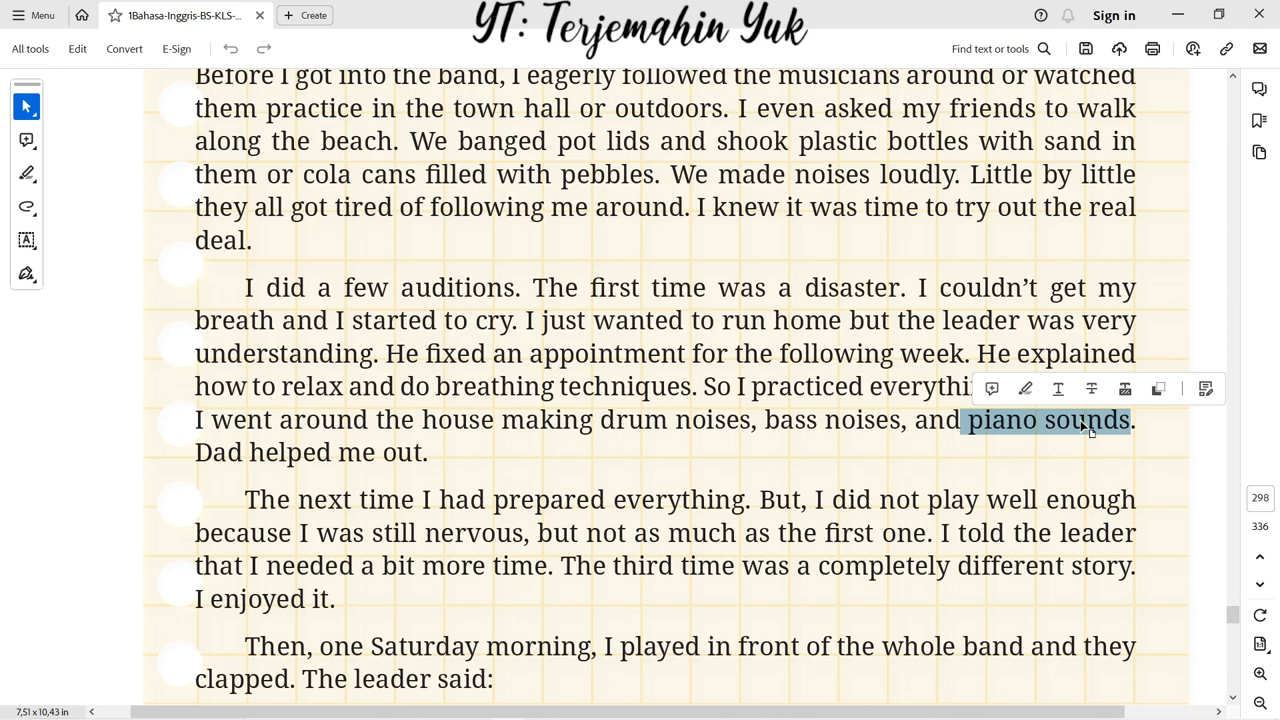 Menu
1Bahasa-Inggris-BS-KLS-...
Create
YT: Terjemahin Yuk
Sign in
All tools
Edit
Convert
E-Sign
Find text or tools
Before I got into the band, I eagerly followed the musicians around or watched
them practice in the town hall or outdoors. I even asked my friends to walk
along the beach. We banged pot lids and shook plastic bottles with sand in
them or cola cans filled with pebbles. We made noises loudly. Little by little
they all got tired of following me around. I knew it was time to try out the real
deal.
I did a few auditions. The first time was a disaster. I couldn’t get my
breath and I started to cry. I just wanted to run home but the leader was very
understanding. He fixed an appointment for the following week. He explained
how to relax and do breathing techniques. So I practiced everythi
I went around the house making drum noises, bass noises, and piano sounds.
Dad helped me out.
The next time I had prepared everything. But, I did not play well enough
because I was still nervous, but not as much as the first one. I told the leader
that I needed a bit more time. The third time was a completely different story.
I enjoyed it.
Then, one Saturday morning, I played in front of the whole band and they
clapped. The leader said:
298
336
7,51 x 10,43 in